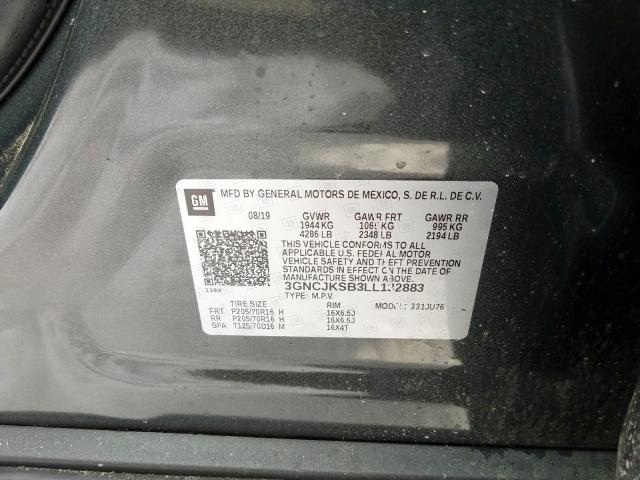 GM
MFD BY GENERAL MOTORS DE MEXICO, S. DE R.L. DE C.V.
08/19 GVWR GAWR FRT GAWR RR
1944 KG KG 995 KG
4286 LB 2348 LB 2194 LB
THIS VEHICLE CONFORMS TO ALL
APPLICABLE U.S. FEDERAL MOTOR
VEHICLE SAFETY AND THEFT PREVENTION
STANDARDS IN EFFECT ON THE DATE OF
MANUFACTURE SHOWN ABOVE.
TYPE: M.P.V.
TIRE SIZE RIM MODEL: 331JU76
FRT P205/70R16 H 16X6.5J
RR P205/70R16 H 16X6.5J
SPA T125/70D16 M 16X4T